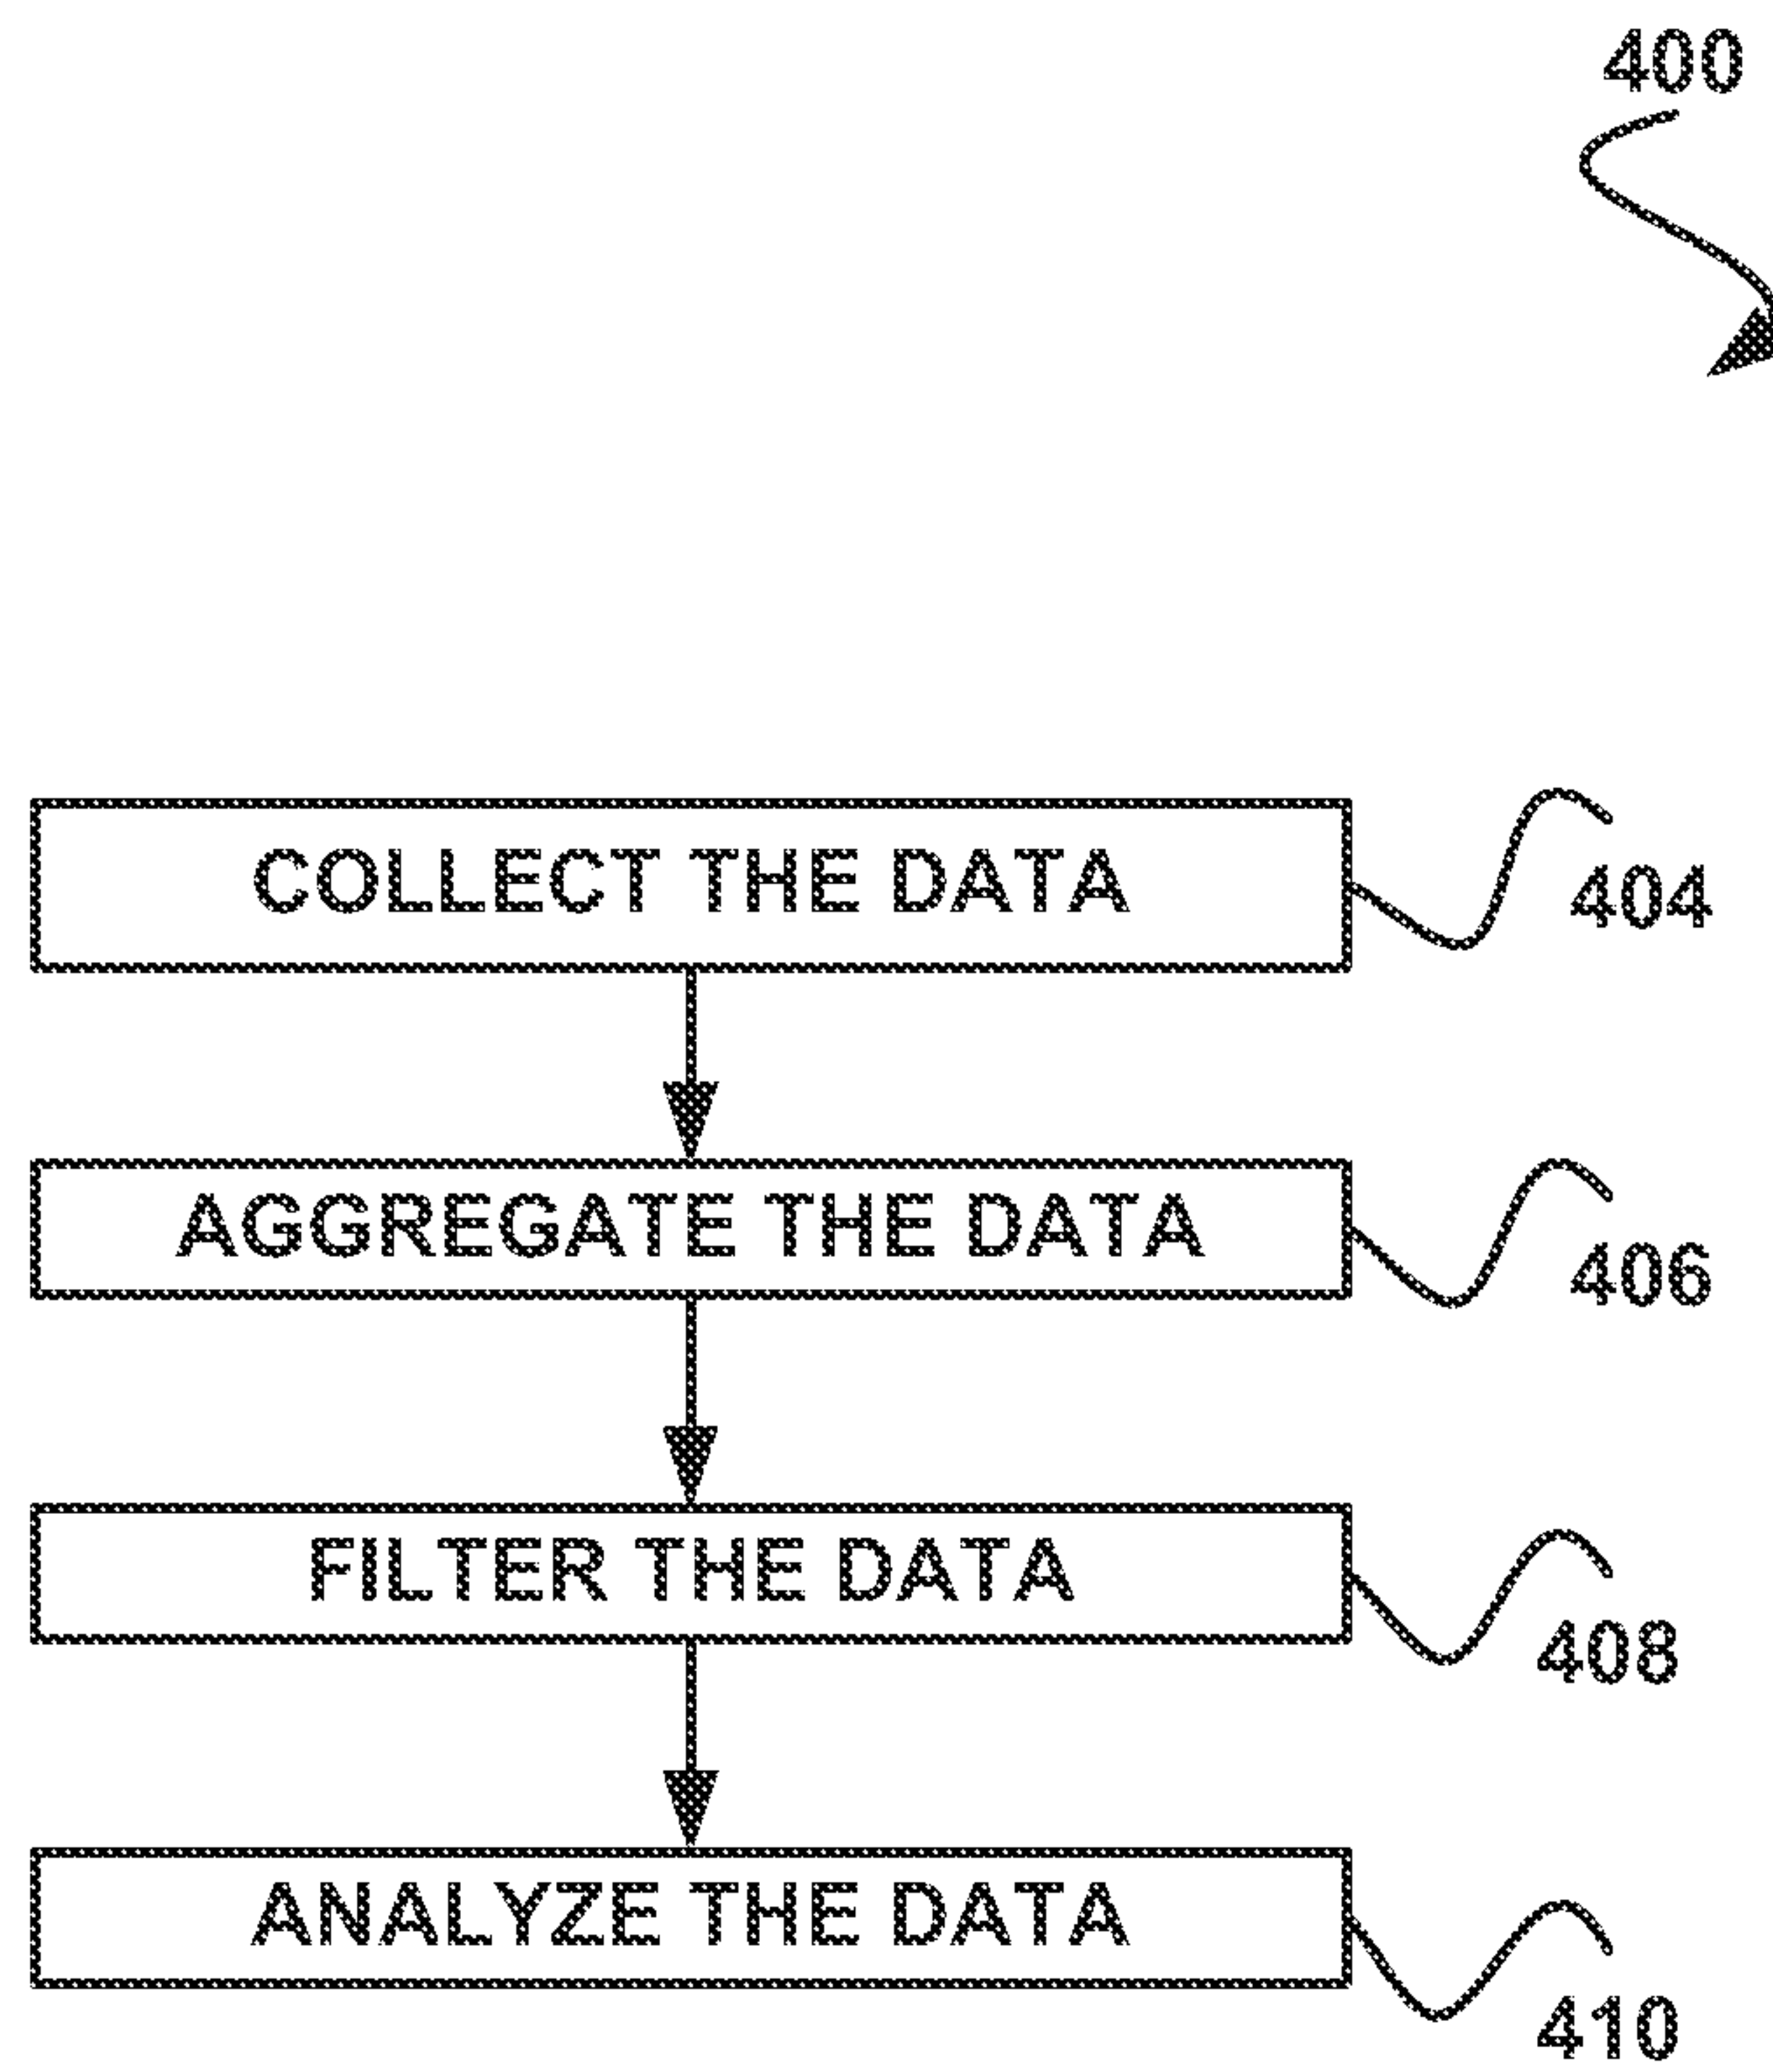 400
COLLECT THE DATA
404
AGGREGATE THE DATA
406
FILTER THE DATA
408
ANALYZE THE DATA
410